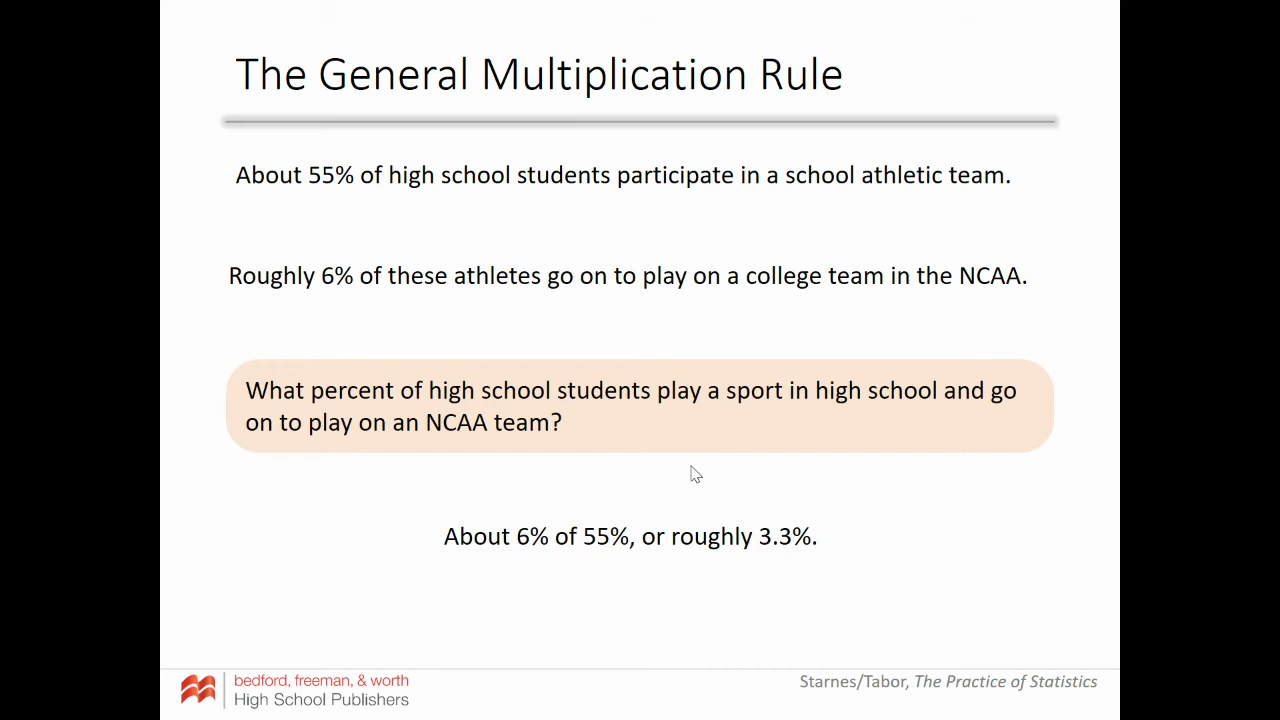 The General Multiplication Rule
About 55% of high school students participate in a school athletic team.
Roughly 6% of these athletes go on to play on a college team in the NCAA.
What percent of high school students play a sport in high school and go
on to play on an NCAA team?
About 6% of 55%, or roughly 3.3%.
bedford, freeman, & worth
High School Publishers
Starnes/Tabor, The Practice of Statistics